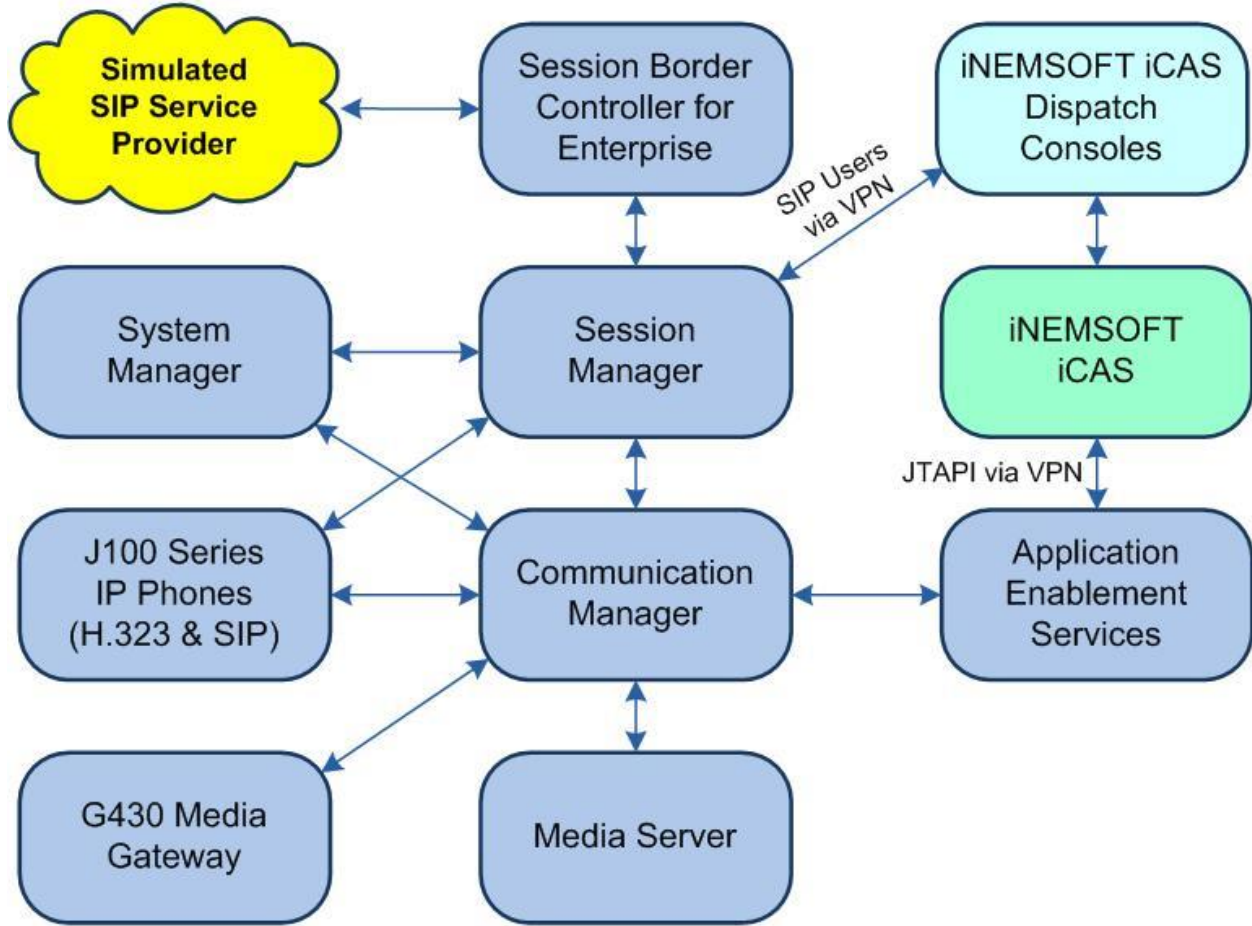 Simulated
SIP Service
Provider
Session Border
Controller for
Enterprise
iNEMSOFT iCAS
Dispatch
Consoles
SIP Users
via VPN
System
Manager
Session
Manager
iNEMSOFT
iCAS
JTAPI via VPN
J100 Series
IP Phones
(H.323 & SIP)
Communication
Manager
Application
Enablement
Services
G430 Media
Gateway
Media Server